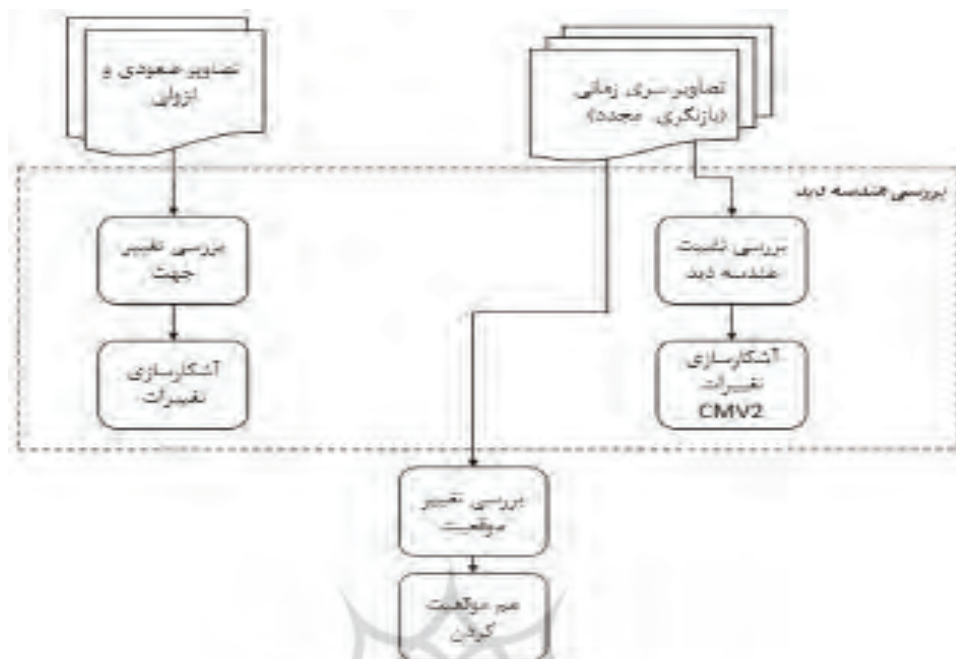 تصاویر سری زمانی
(بازنگری مجدد)
تصاویر صعودی و
نزولی
بررسی هندسه دید
بررسی نسبت
هندسه دید
آشکارسازی
تغییرات
CMV2
بررسی تغییر
جهت
آشکارسازی
تغییرات
بررسی تغییر
موقعیت
هم موقعیت
کردن